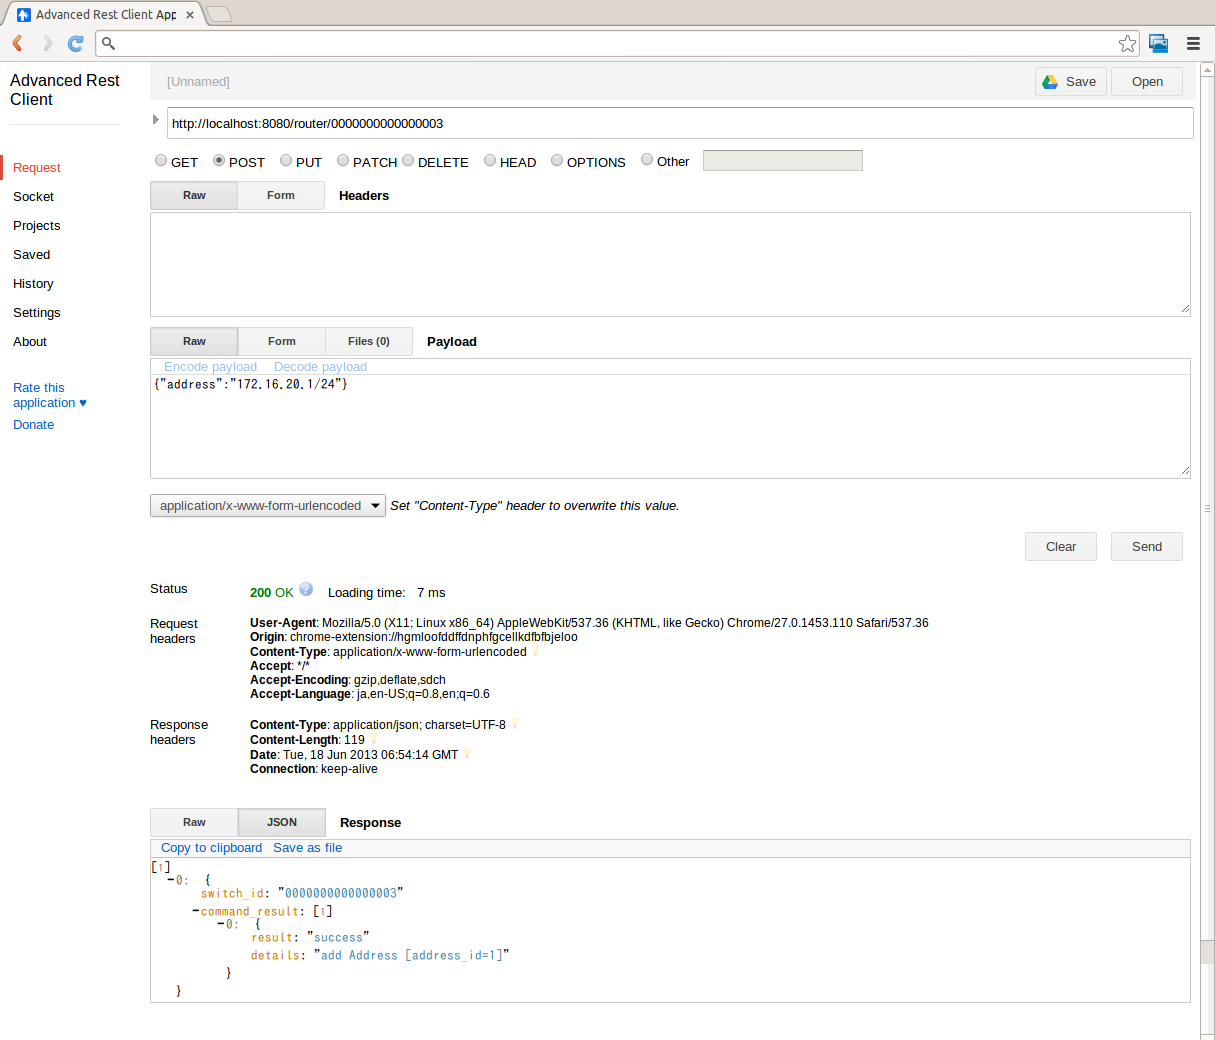 Advanced Rest Client App
Advanced Rest
Client
[Unnamed]
Save
Open
http://localhost:8080/router/0000000000000003
GET POST PUT PATCH DELETE HEAD OPTIONS Other
Raw Form Headers
Request
Socket
Projects
Saved
History
Settings
About
Rate this
application ♥
Donate
Raw Form Files (0) Payload
Encode payload Decode payload
{"address":"172.16.20.1/24"}
application/x-www-form-urlencoded Set "Content-Type" header to overwrite this value.
Clear Send
Status 200 OK Loading time: 7 ms
Request
headers
User-Agent: Mozilla/5.0 (X11; Linux x86_64) AppleWebKit/537.36 (KHTML, like Gecko) Chrome/27.0.1453.110 Safari/537.36
Origin: chrome-extension://hgmloofddffdnphfgcellkdfbfbjeloo
Content-Type: application/x-www-form-urlencoded
Accept: */*
Accept-Encoding: gzip,deflate,sdch
Accept-Language: ja,en-US;q=0.8,en;q=0.6
Response
headers
Content-Type: application/json; charset=UTF-8
Content-Length: 119
Date: Tue, 18 Jun 2013 06:54:14 GMT
Connection: keep-alive
Raw JSON Response
Copy to clipboard Save as file
[1]
-0: {
switch_id: "0000000000000003"
-command_result: [1]
-0: {
result: "success"
details: "add Address [address_id=1]"
}
}